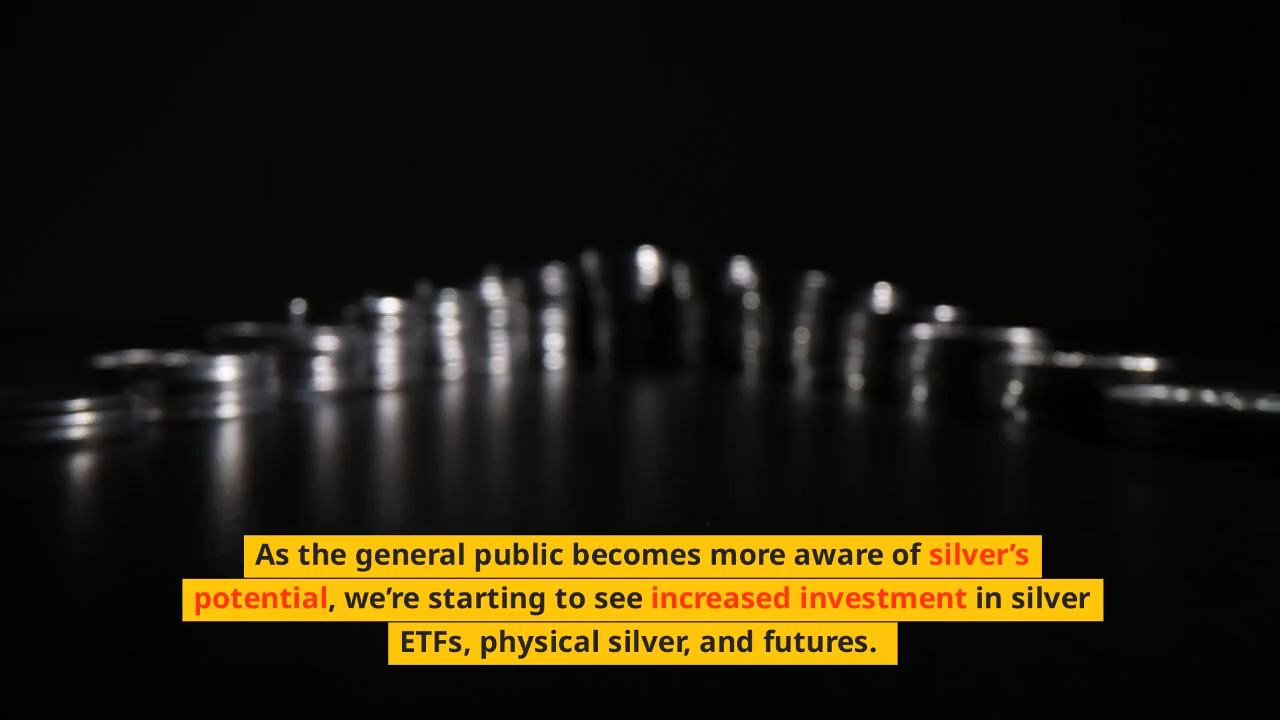 As the general public becomes more aware of silver’s
potential, we’re starting to see increased investment in silver
ETFs, physical silver, and futures.